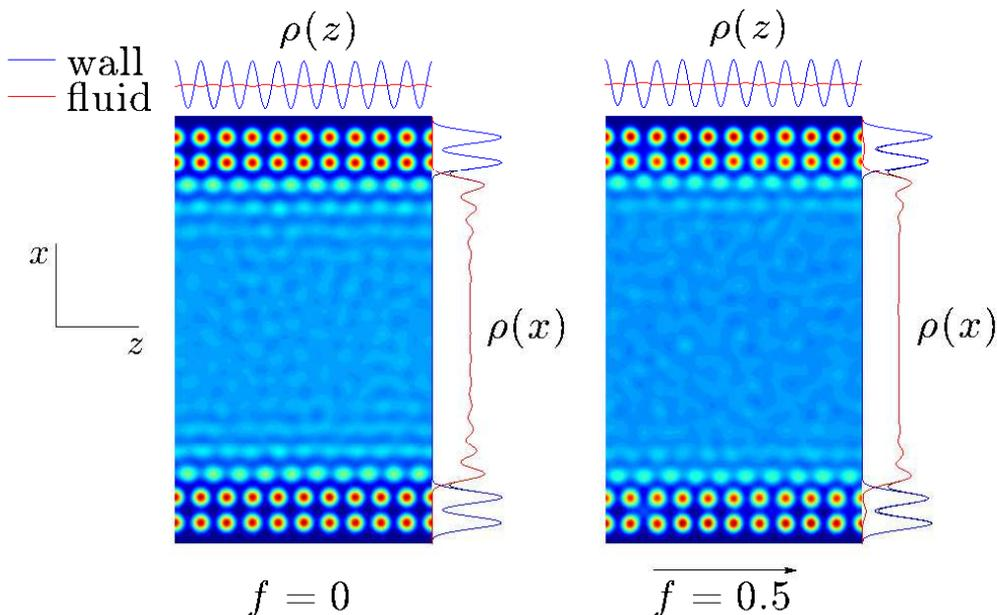 ρ(z) ρ(z)
wall
fluid
x
z
ρ(x) ρ(x)
f = 0 f = 0.5